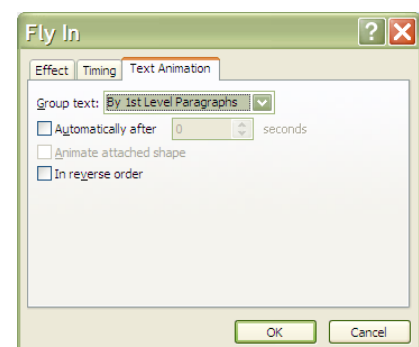 Fly In
Effect Timing Text Animation
Group text: By 1st Level Paragraphs
Automatically after 0 seconds
Animate attached shape
In reverse order
OK Cancel